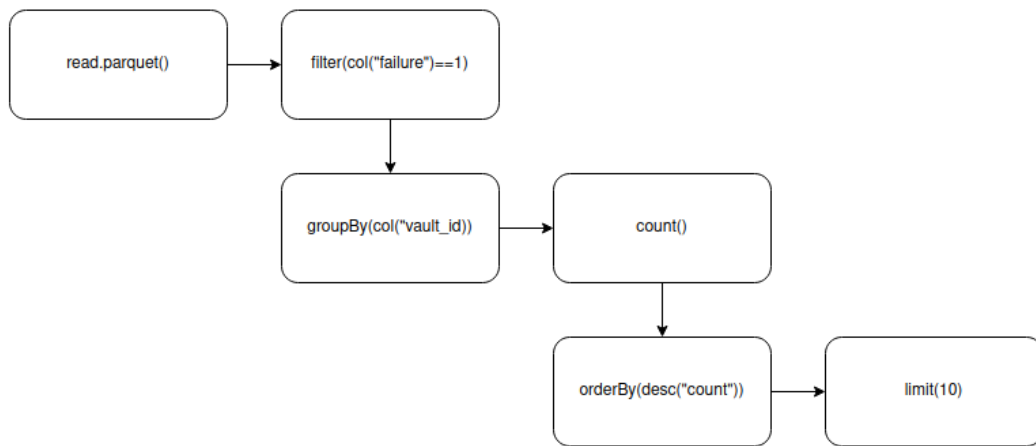 read.parquet()
filter(col("failure")==1)
groupBy(col("vault_id))
count()
orderBy(desc("count"))
limit(10)